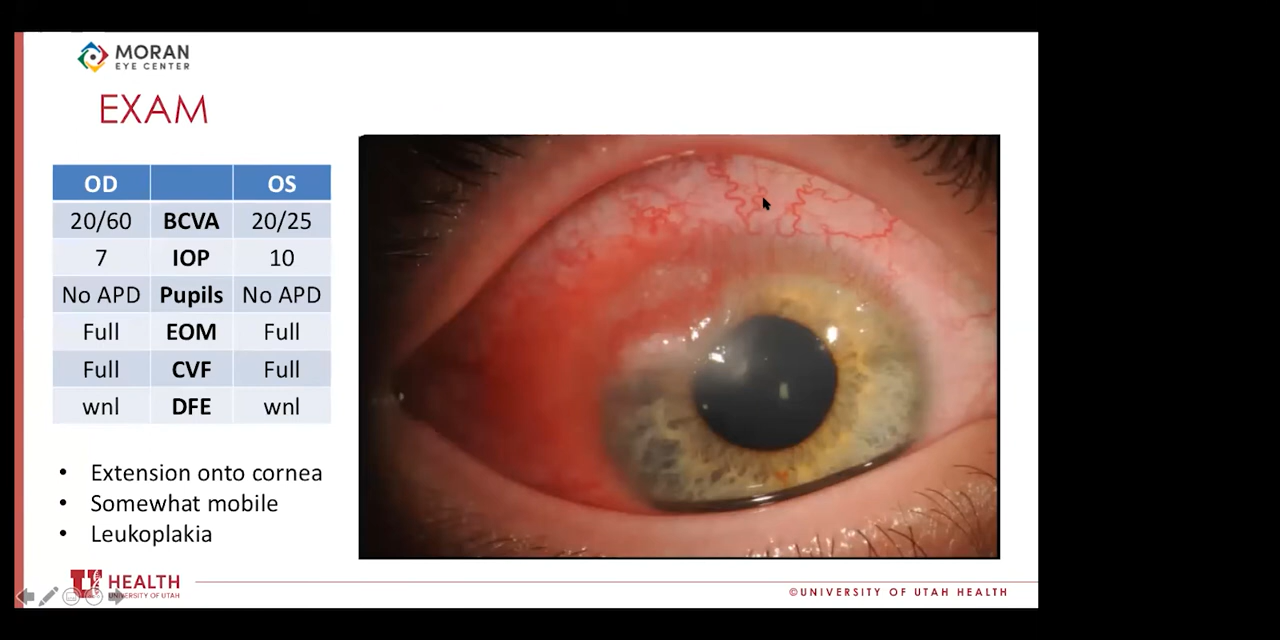 MORAN
EYE CENTER
EXAM
OD OS
20/60 BCVA 20/25
7 IOP 10
No APD Pupils No APD
Full EOM Full
Full CVF Full
wnl DFE wnl
• Extension onto cornea
• Somewhat mobile
• Leukoplakia
U HEALTH
UNIVERSITY OF UTAH
©UNIVERSITY OF UTAH HEALTH